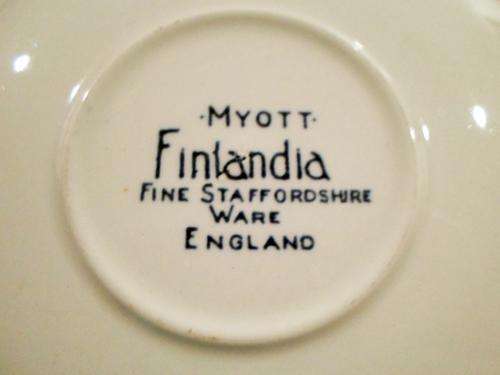 ·MYOTT·
Finlandia
FINE STAFFORDSHIRE
WARE
ENGLAND